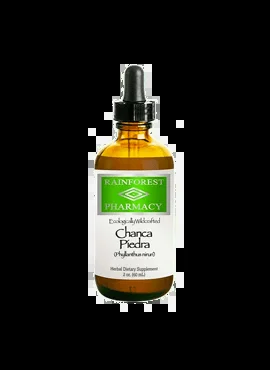 RAINFOREST
PHARMACY
Ecologically Wildcrafted
Chanca
Piedra
(Phyllanthus niruri)
Herbal Dietary Supplement
2 oz. (60 mL)